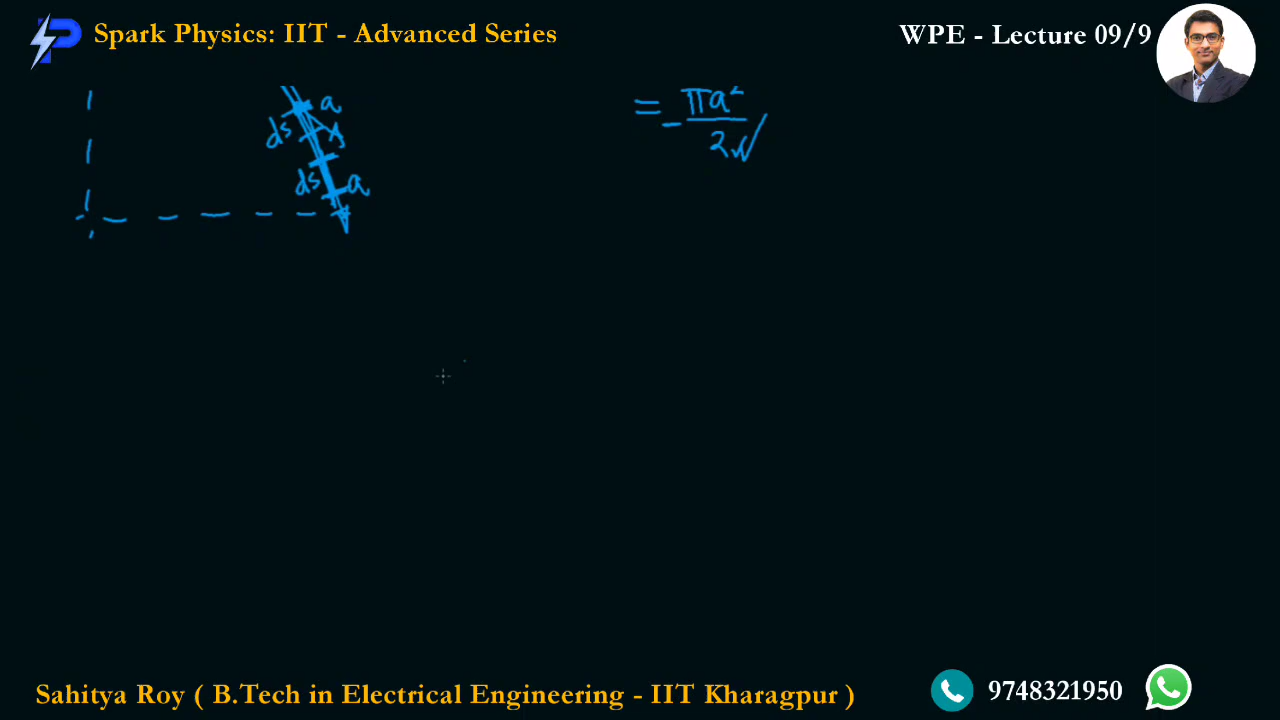 Spark Physics: IIT - Advanced Series
WPE - Lecture 09/9
a
ds
ds
a
= - πa²/2
Sahitya Roy ( B.Tech in Electrical Engineering - IIT Kharagpur )
9748321950